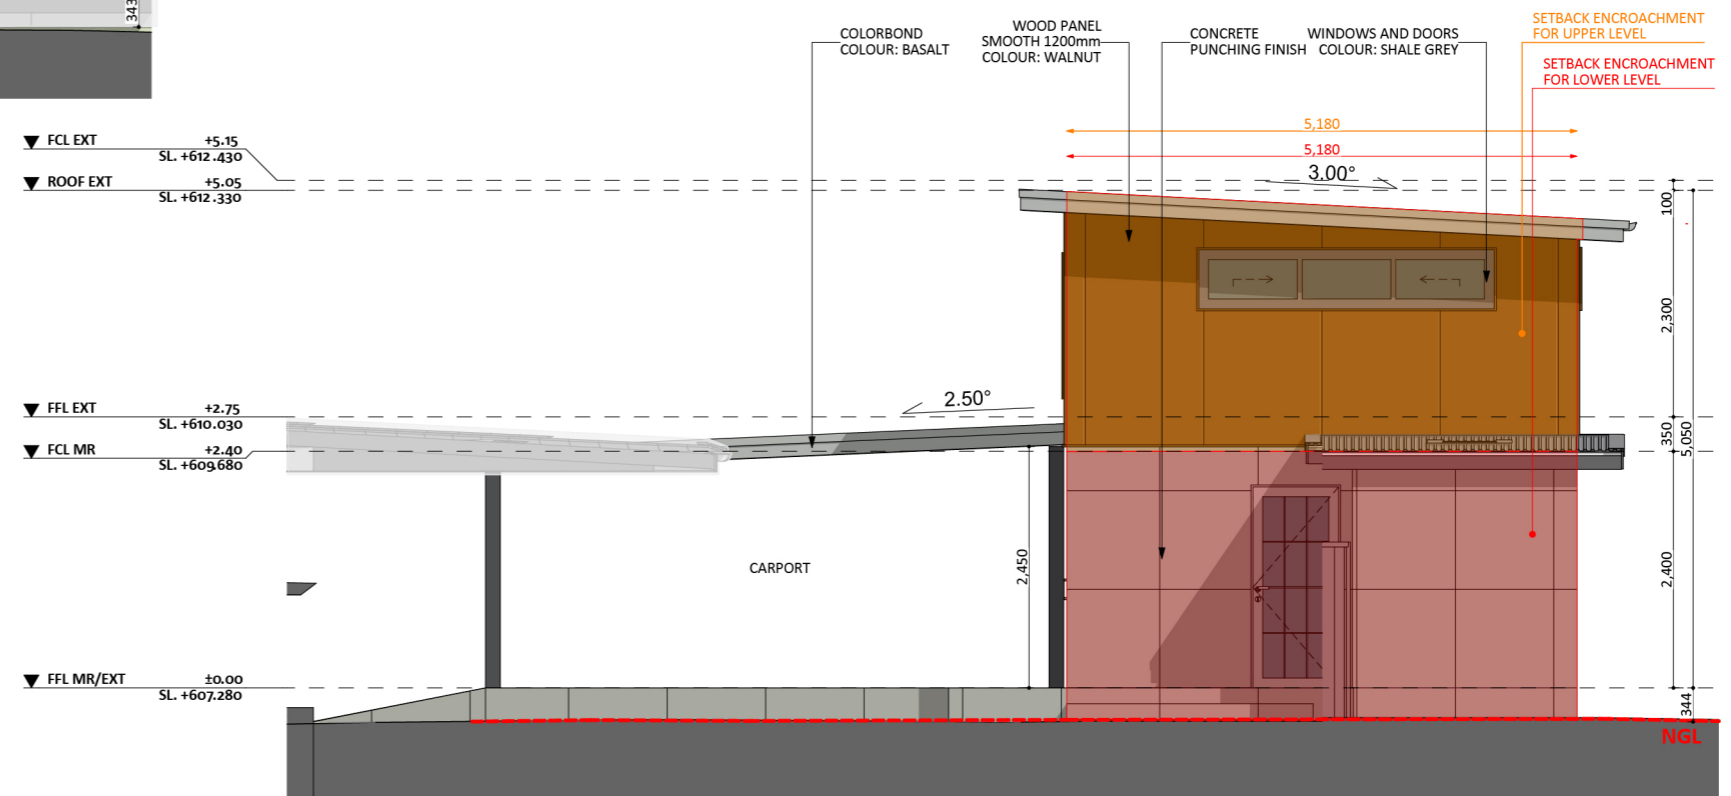 343
COLORBOND
COLOUR: BASALT
WOOD PANEL
SMOOTH 1200mm
COLOUR: WALNUT
CONCRETE
PUNCHING FINISH
WINDOWS AND DOORS
COLOUR: SHALE GREY
SETBACK ENCROACHMENT
FOR UPPER LEVEL
SETBACK ENCROACHMENT
FOR LOWER LEVEL
5,180
5,180
3.00°
FCL EXT +5.15
SL. +612.430
ROOF EXT +5.05
SL. +612.330
100
2,300
2.50°
FFL EXT +2.75
SL. +610.030
FCL MR +2.40
SL. +609.680
350
5,050
CARPORT
2,450
2,400
FFL MR/EXT ±0.00
SL. +607.280
344
NGL